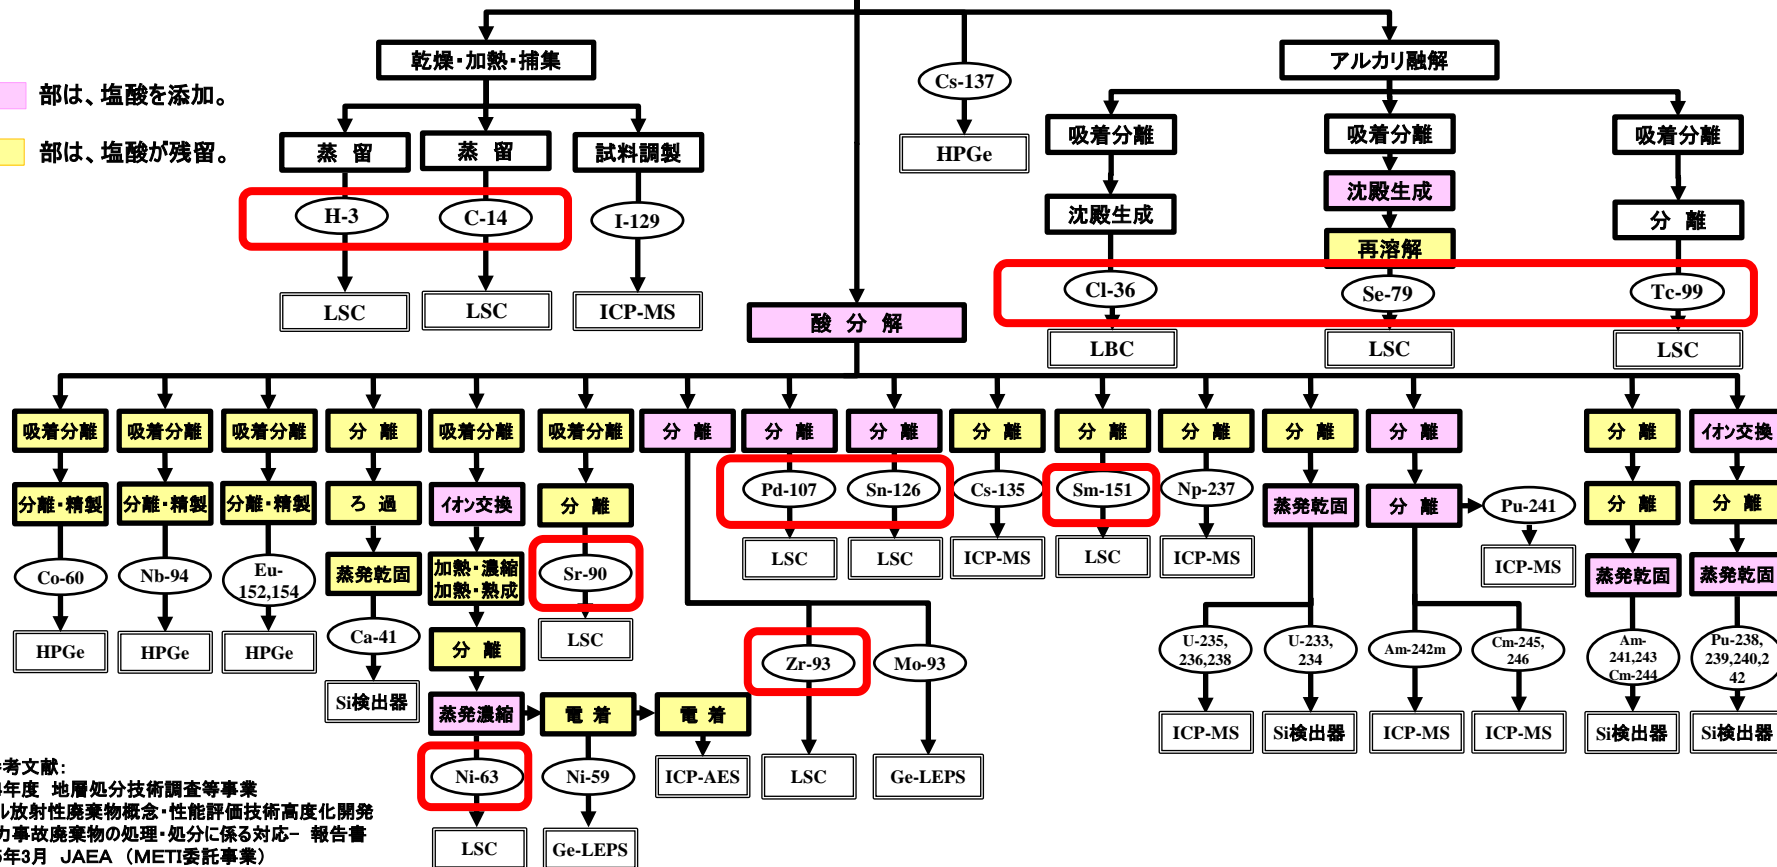 乾燥・加熱・捕集
アルカリ融解
Cs-137
部は、塩酸を添加。
部は、塩酸が残留。
蒸 留
蒸 留
試料調製
HPGe
吸着分離
吸着分離
吸着分離
沈殿生成
沈殿生成
分 離
再溶解
H-3
C-14
I-129
Cl-36
Se-79
Tc-99
LSC
LSC
ICP-MS
酸 分 解
LBC
LSC
LSC
吸着分離
吸着分離
吸着分離
分 離
吸着分離
吸着分離
分 離
分 離
分 離
分 離
分 離
分 離
分 離
分 離
分 離
イオン交換
分離・精製
分離・精製
分離・精製
ろ 過
イオン交換
分 離
Pd-107
Sn-126
Cs-135
Sm-151
Np-237
蒸発乾固
分 離
Pu-241
分 離
分 離
LSC
LSC
ICP-MS
LSC
ICP-MS
ICP-MS
Co-60
Nb-94
Eu-
152,154
蒸発乾固
加熱・濃縮
加熱・熟成
Sr-90
蒸発乾固
蒸発乾固
HPGe
HPGe
HPGe
Ca-41
分 離
LSC
Zr-93
Mo-93
U-235,
236,238
U-233,
234
Am-242m
Cm-245,
246
Am-
241,243
Cm-244
Pu-238,
239,240,2
42
Si検出器
蒸発濃縮
電 着
電 着
ICP-MS
Si検出器
ICP-MS
ICP-MS
Si検出器
Si検出器
Ni-63
Ni-59
ICP-AES
LSC
Ge-LEPS
LSC
Ge-LEPS
考文献:
年度 地層処分技術調査等事業
ル放射性廃棄物概念・性能評価技術高度化開発
力事故廃棄物の処理・処分に係る対応- 報告書
年3月 JAEA （METI委託事業）